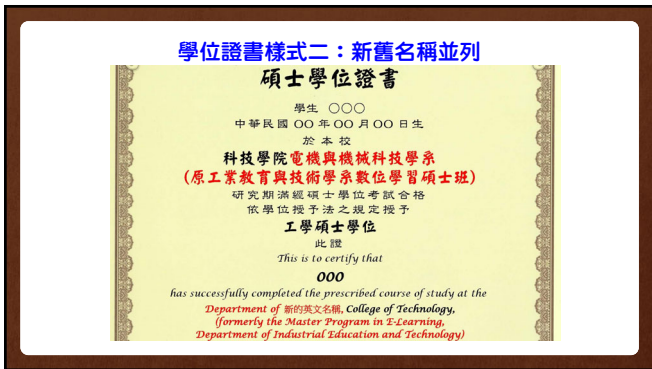 學位證書樣式二：新舊名稱並列
碩士學位證書
學生 〇〇〇
中華民國 OO 年 OO 月 OO 日生
於本校
科技學院電機與機械科技學系
(原工業教育與技術學系數位學習碩士班)
研究期滿經碩士學位考試合格
依學位授予法之規定授予
工學碩士學位
此證
This is to certify that
OOO
has successfully completed the prescribed course of study at the
Department of 新的英文名稱, College of Technology,
(formerly the Master Program in E-Learning,
Department of Industrial Education and Technology)